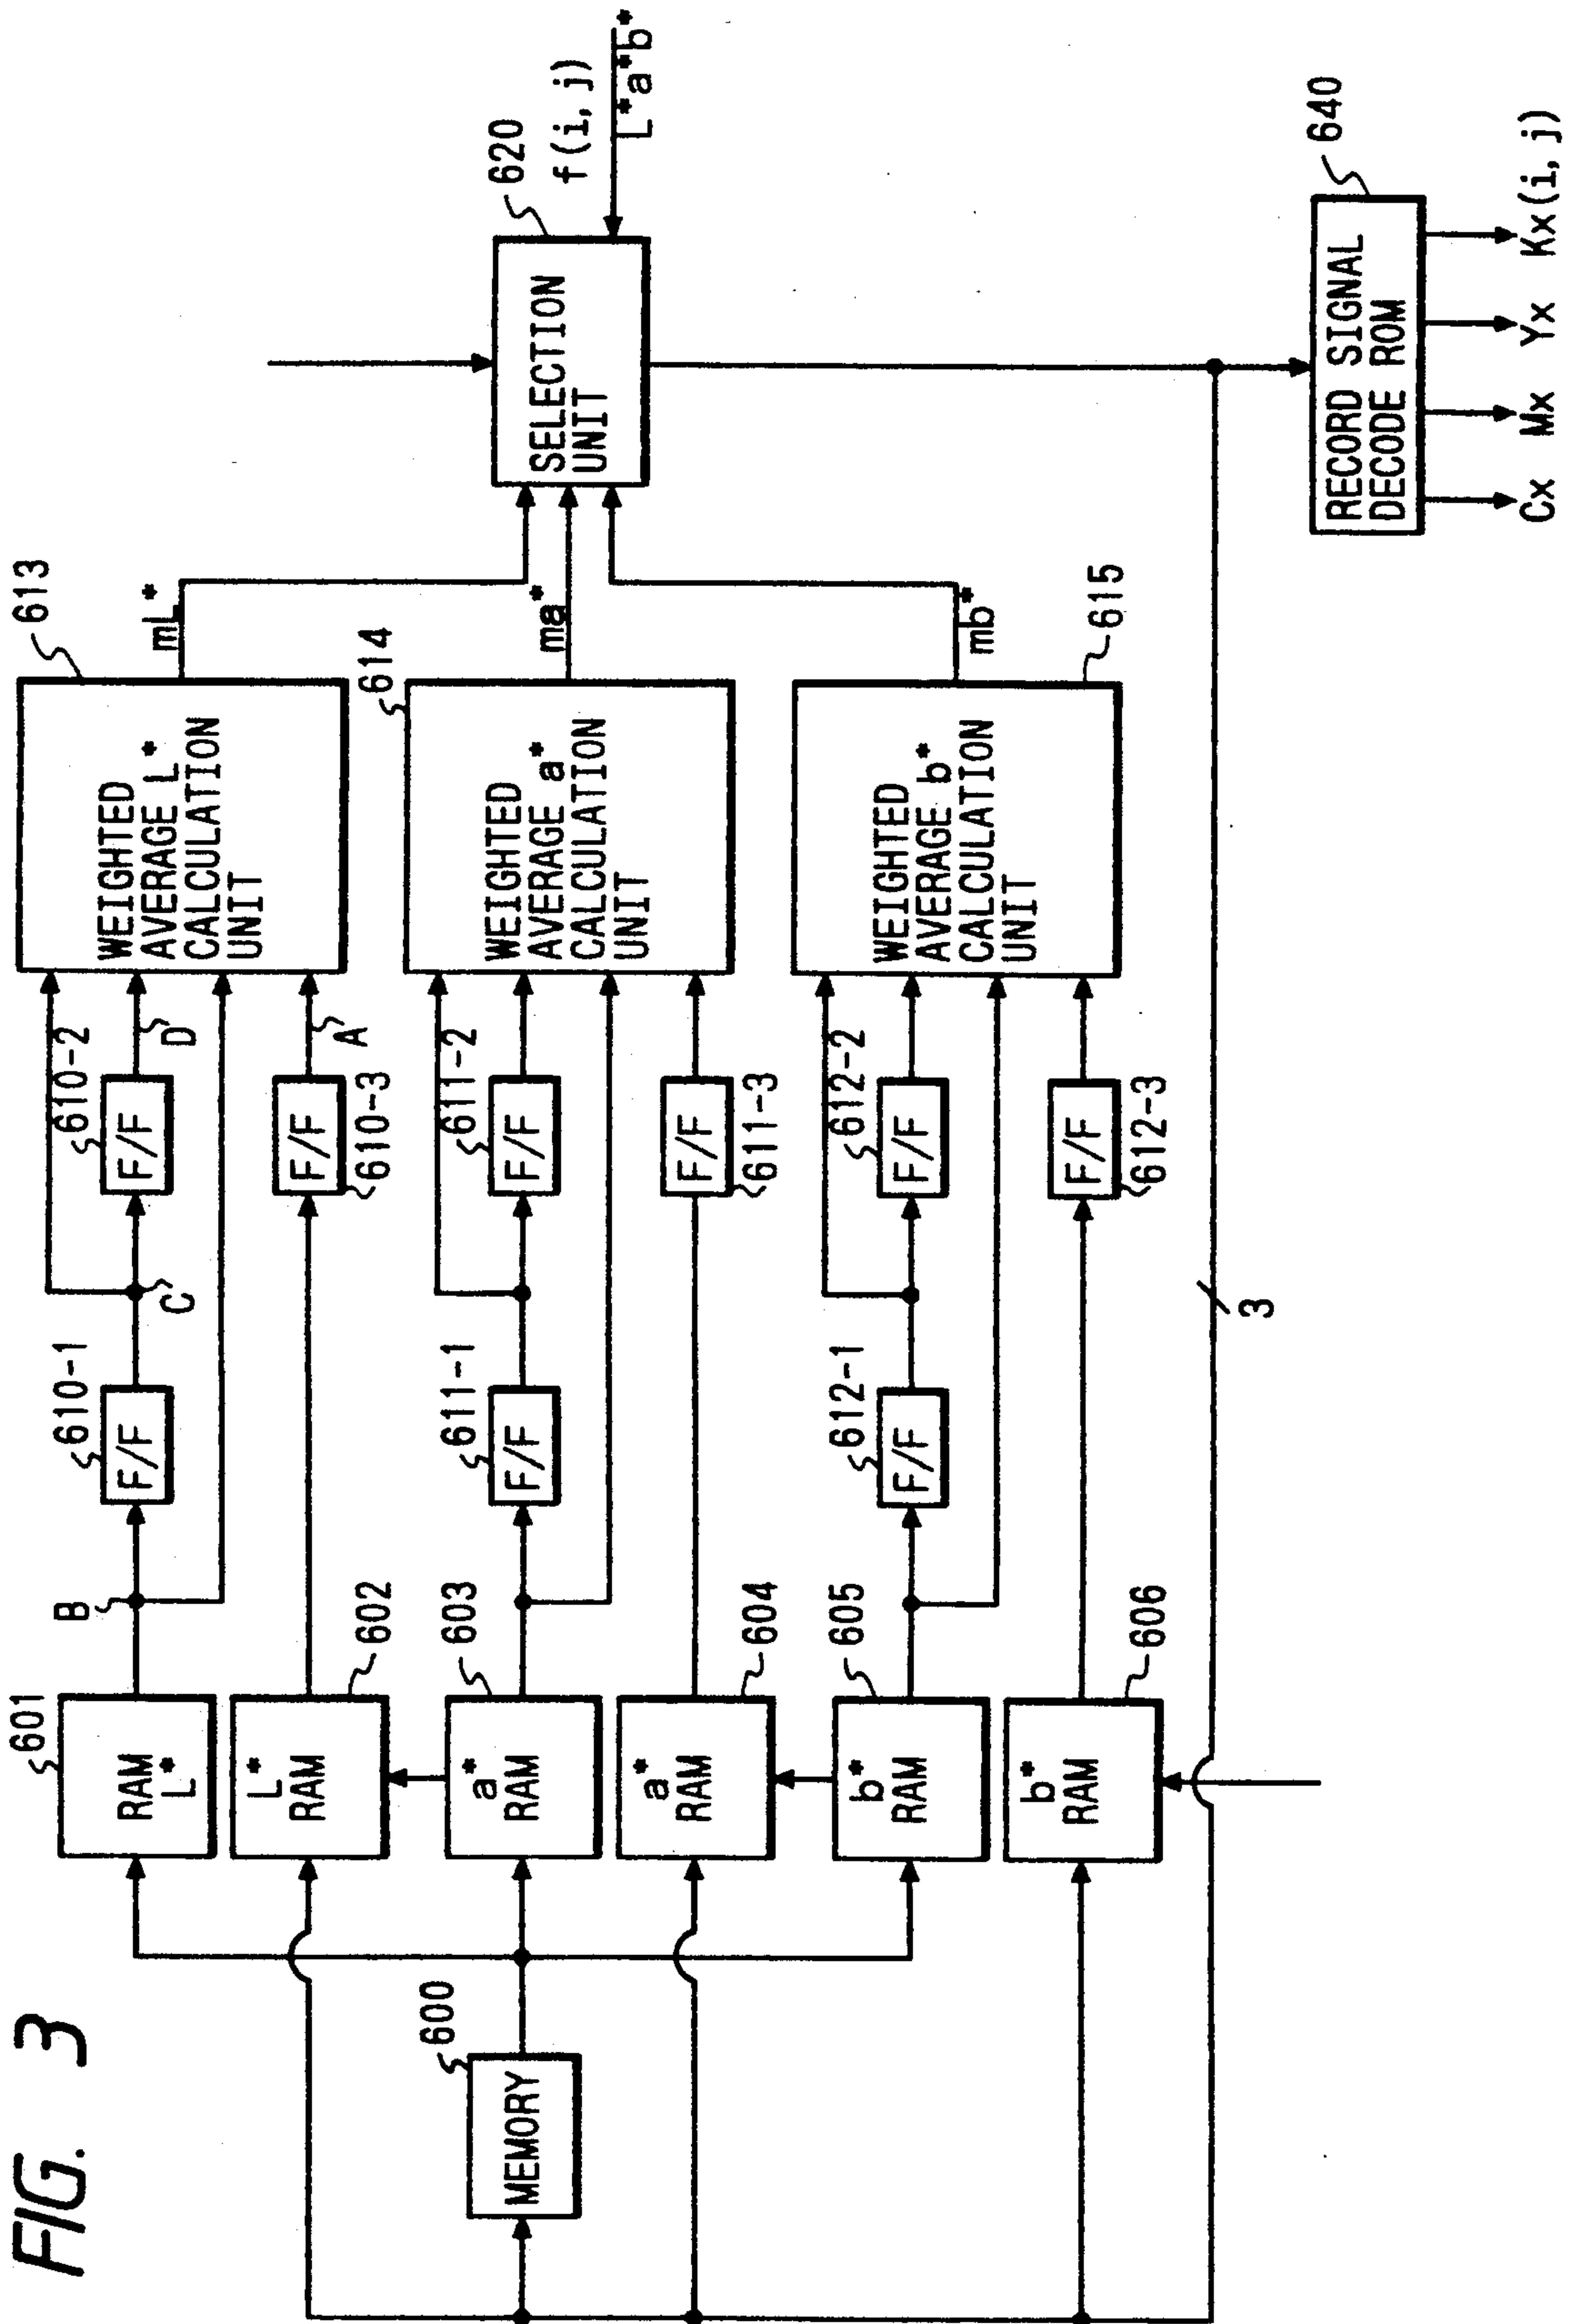 FIG. 3
600
MEMORY
601
RAM
L*
602
L*
RAM
603
a*
RAM
604
a*
RAM
605
b*
RAM
606
b*
RAM
B
610-1
F/F
C
610-2
F/F
D
610-3
F/F
A
611-1
F/F
611-2
F/F
611-3
F/F
612-1
F/F
612-2
F/F
612-3
F/F
3
613
WEIGHTED
AVERAGE L*
CALCULATION
UNIT
mL*
614
WEIGHTED
AVERAGE a*
CALCULATION
UNIT
ma*
615
WEIGHTED
AVERAGE b*
CALCULATION
UNIT
mb*
620
SELECTION
UNIT
f(i,j)
L*a*b*
640
RECORD SIGNAL
DECODE ROM
Cx Mx Yx Kx(i,j)